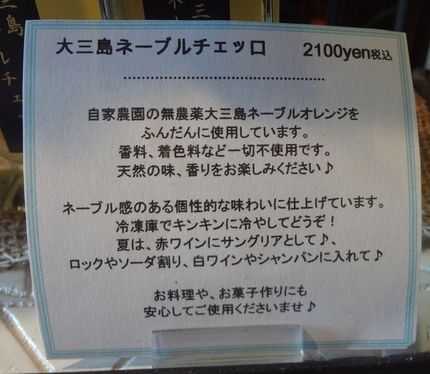 大三島ネーブルチェッロ 2100yen税込
自家農園の無農薬大三島ネーブルオレンジを
ふんだんに使用しています。
香料、着色料など一切不使用です。
天然の味、香りをお楽しみください♪
ネーブル感のある個性的な味わいに仕上げています。
冷凍庫でキンキンに冷やしてどうぞ！
夏は、赤ワインにサングリアとして♪、
ロックやソーダ割り、白ワインやシャンパンに入れて♪
お料理や、お菓子作りにも
安心してご使用くださいませ♪